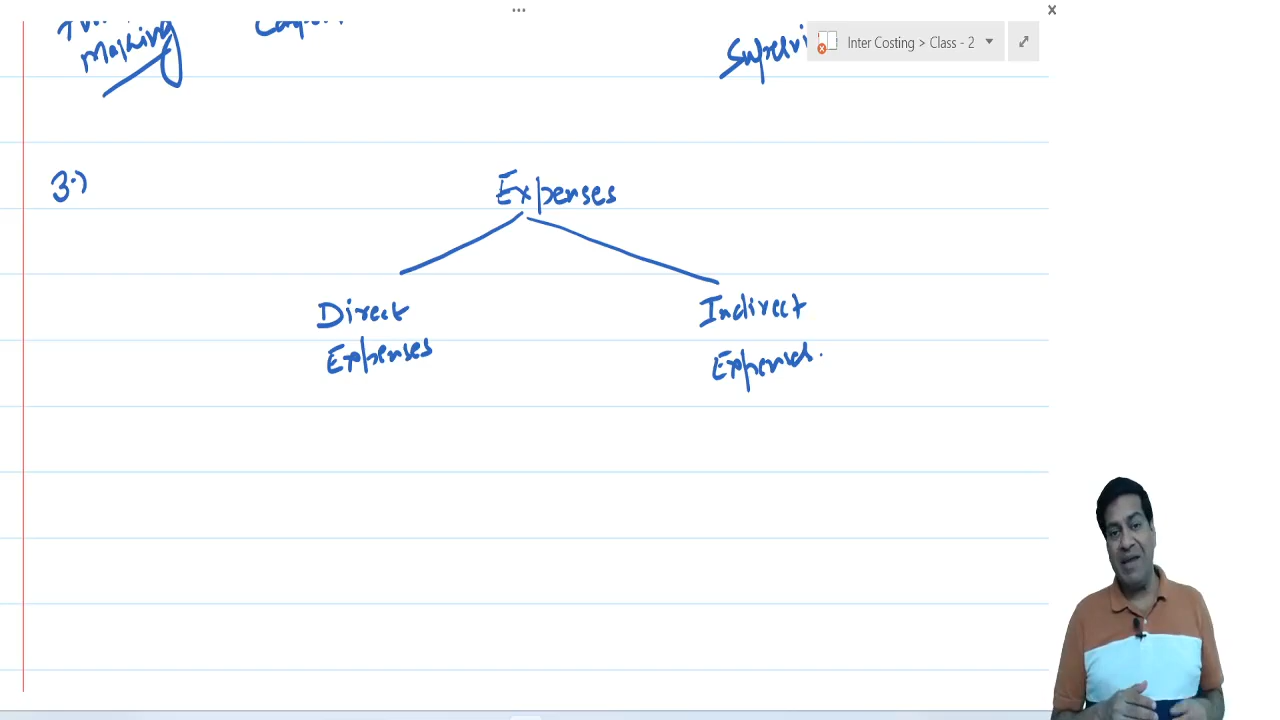 making
Inter Costing > Class - 2
3.)
Expenses
Direct
Expenses
Indirect
Expenses.